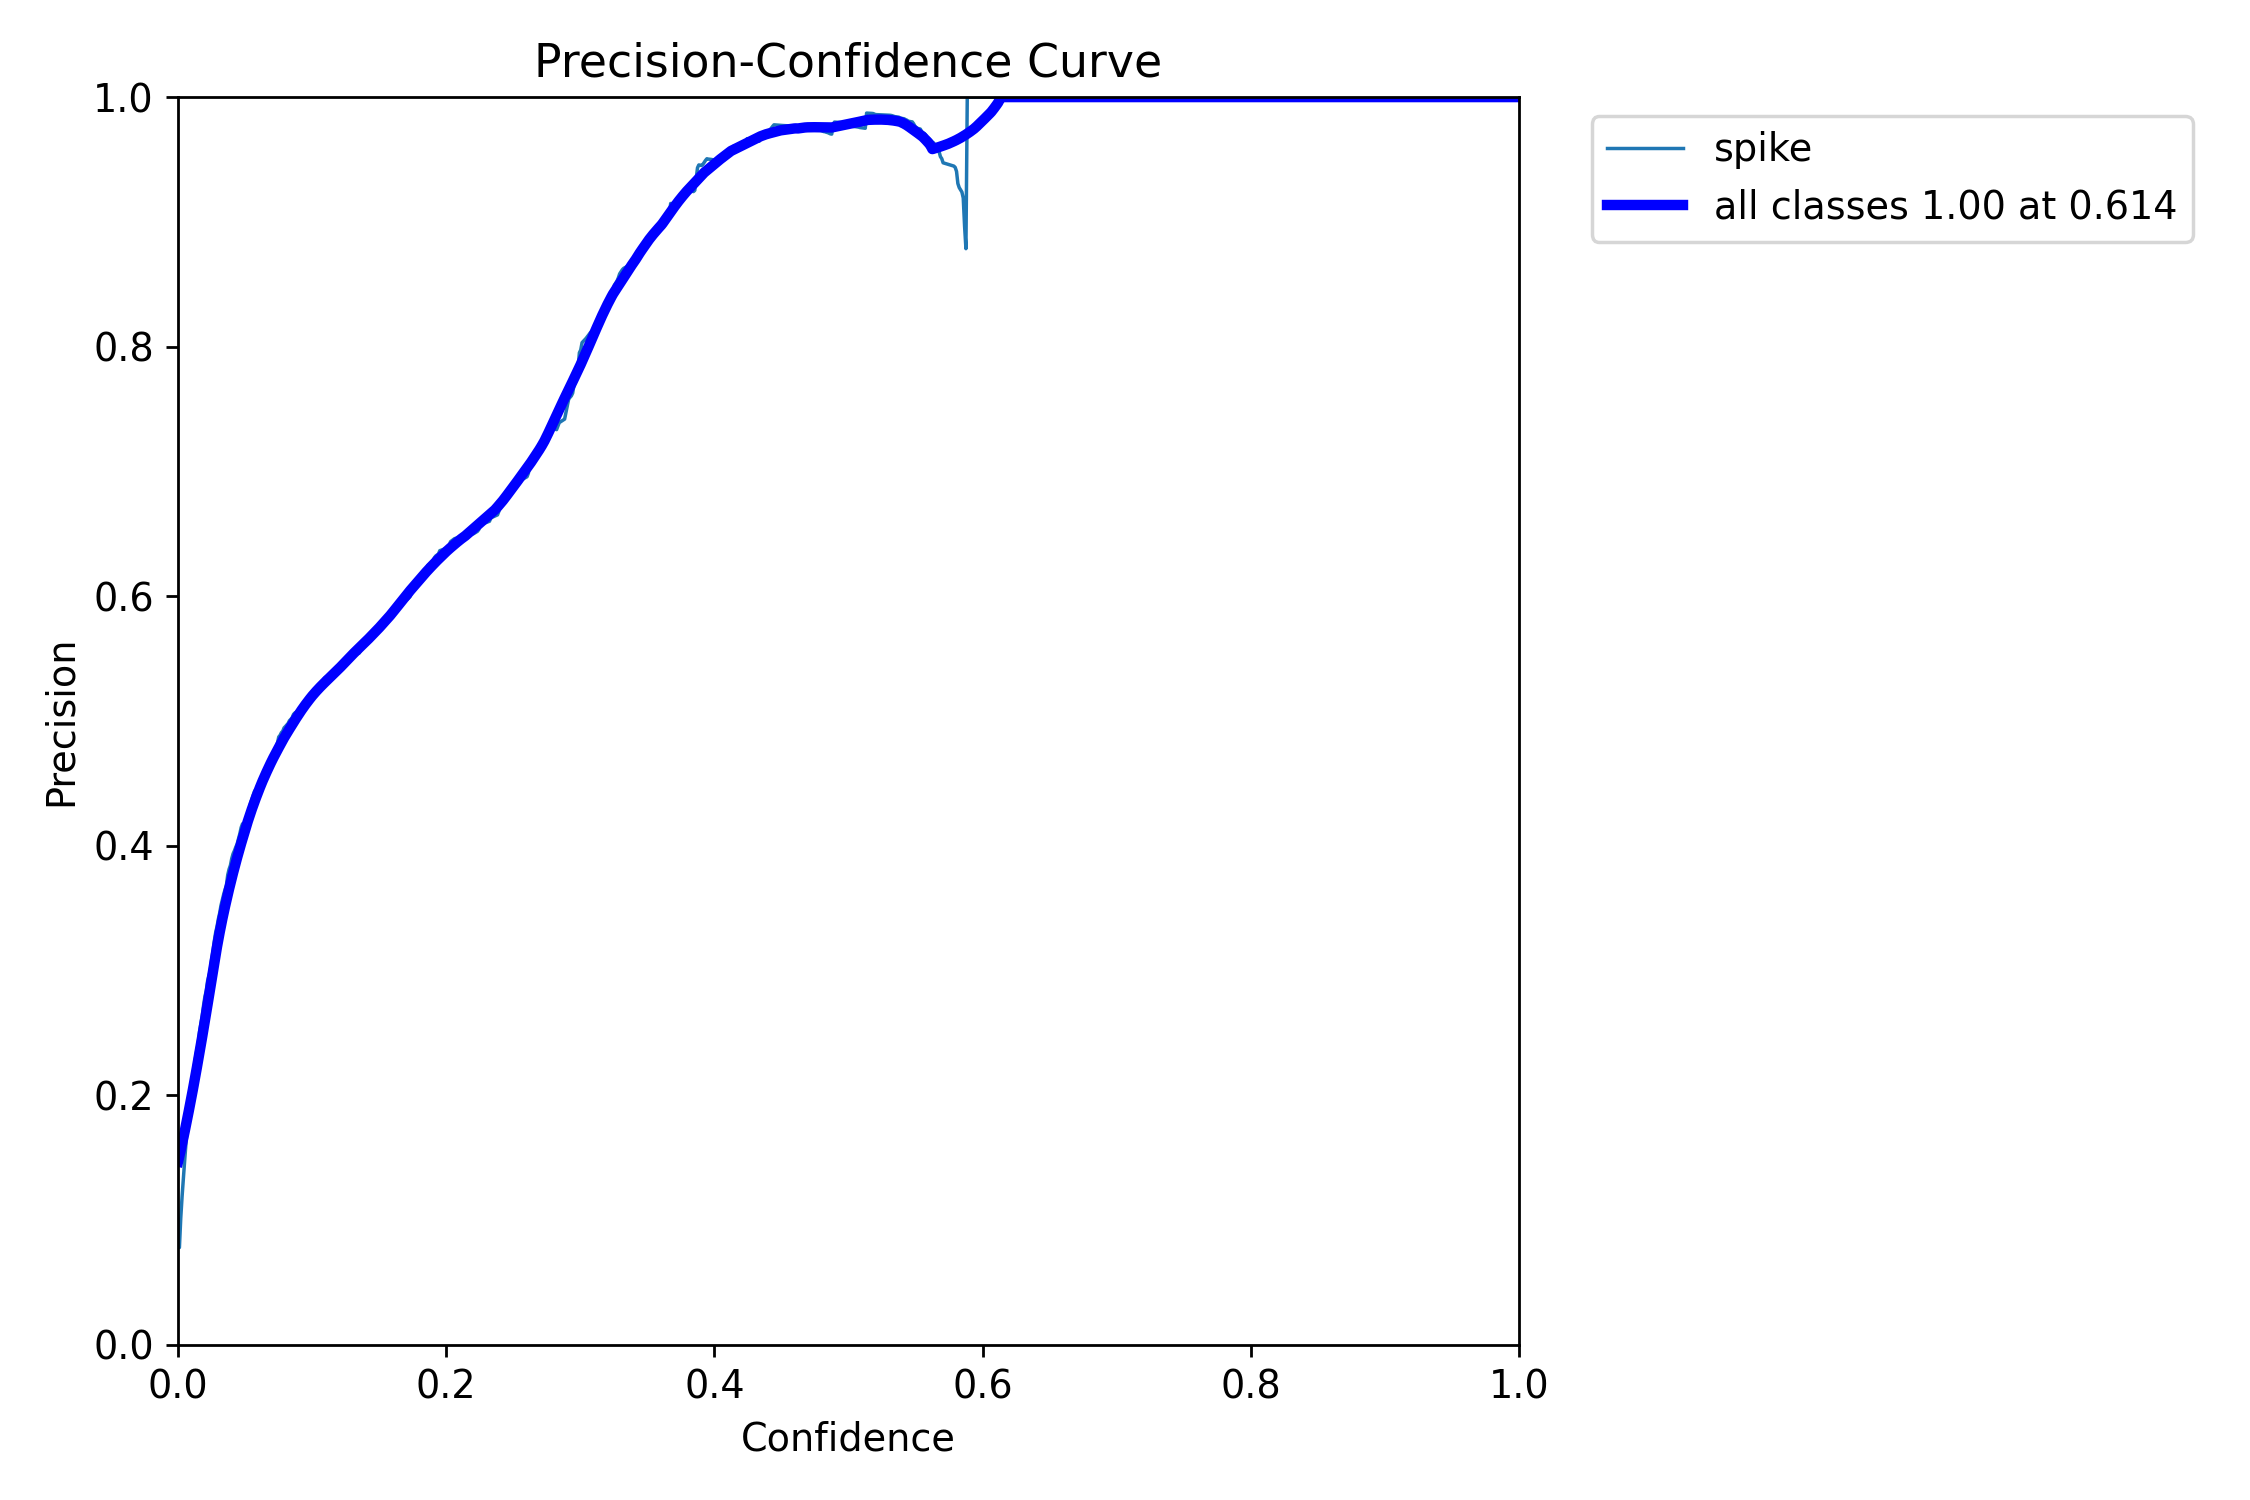 Precision-Confidence Curve
1.0
0.8
0.6
0.4
0.2
0.0
Precision
0.0 0.2 0.4 0.6 0.8 1.0
Confidence
spike
all classes 1.00 at 0.614